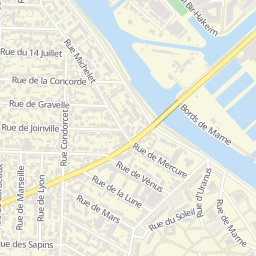 Bir-Hakeim
Rue du 14 Juillet
Rue Michelet
Rue de la Concorde
Rue de Gravelle
Bords de Marne
Rue de Joinville
Rue Condorcet
Rue de Mercure
Rue de Vénus
Rue de Marseille
Rue de Lyon
Rue de la Lune
Rue d'Uranus
Rue de Mars
Rue du Soleil
Rue de Marne
Rue des Sapins